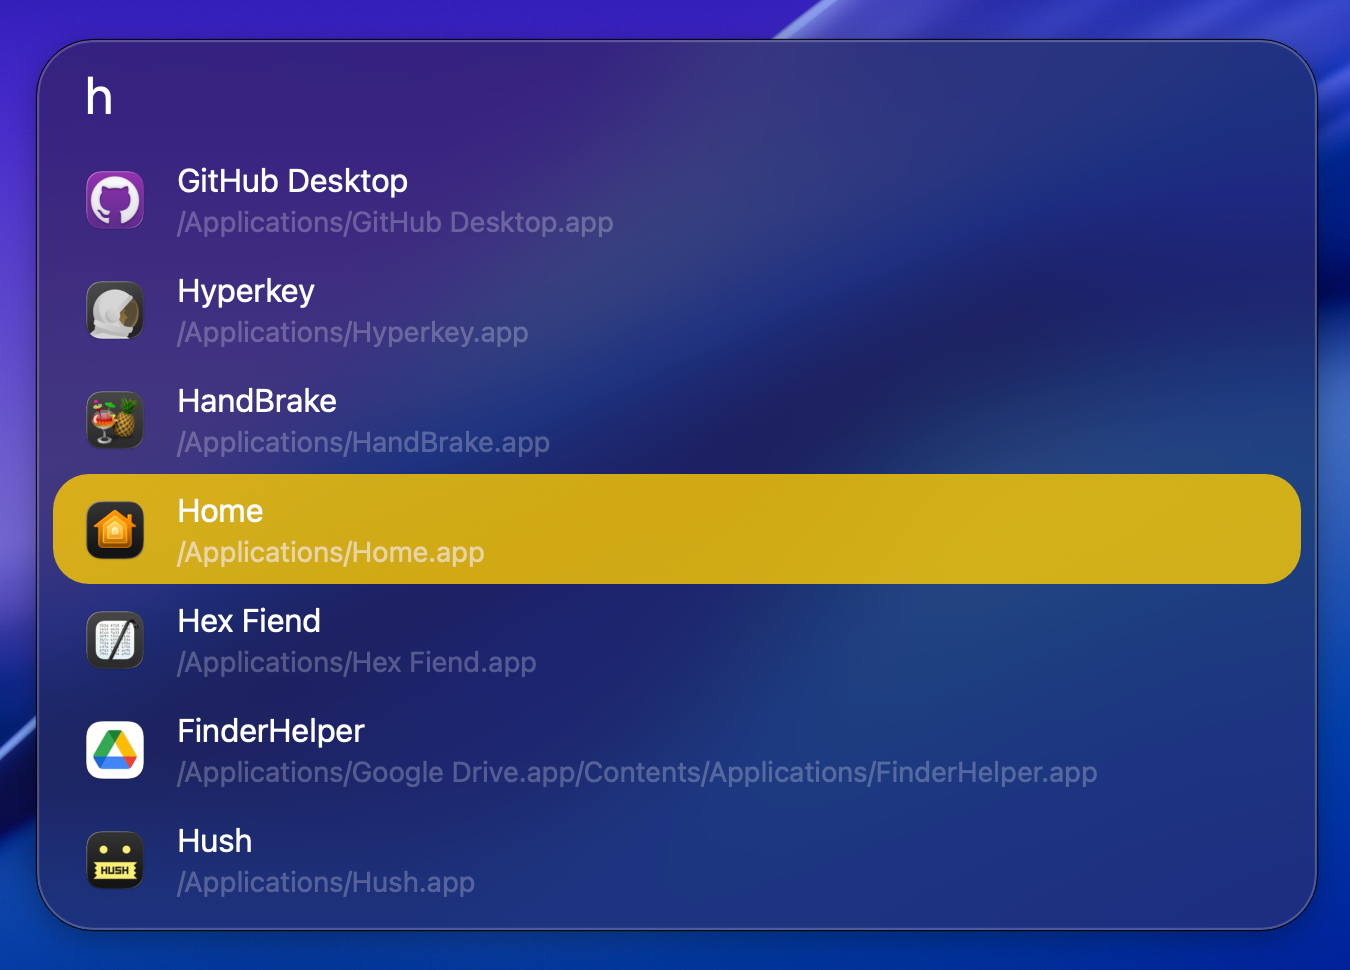 h
GitHub Desktop
/Applications/GitHub Desktop.app
Hyperkey
/Applications/Hyperkey.app
HandBrake
/Applications/HandBrake.app
Home
/Applications/Home.app
Hex Fiend
/Applications/Hex Fiend.app
FinderHelper
/Applications/Google Drive.app/Contents/Applications/FinderHelper.app
Hush
HUSH
/Applications/Hush.app